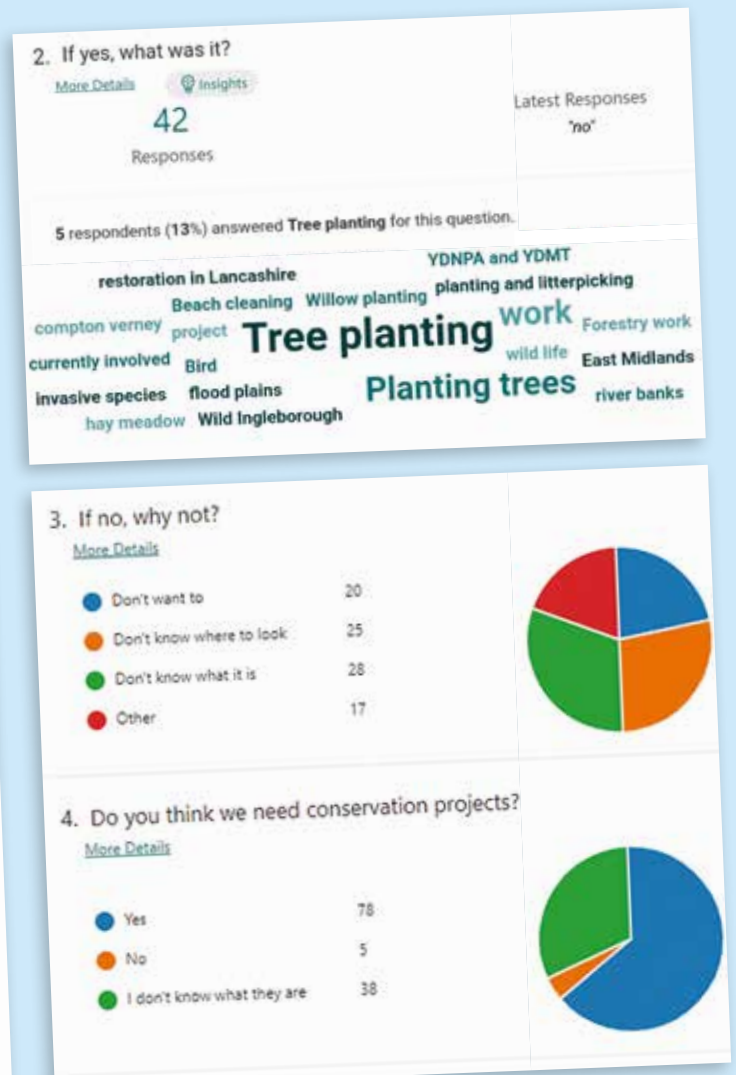 2. If yes, what was it?
More Details
Insights
42
Responses
Latest Responses
"no"
5 respondents (13%) answered Tree planting for this question.
YDNPA and YDMT
restoration in Lancashire
planting and litterpicking
Beach cleaning
Willow planting
compton verney
project
Tree planting
work
Forestry work
currently involved
Bird
wild life
East Midlands
invasive species
flood plains
Planting trees
river banks
hay meadow
Wild Ingleborough
3. If no, why not?
More Details
Don't want to 20
Don't know where to look 25
Don't know what it is 28
Other 17
4. Do you think we need conservation projects?
More Details
Yes 78
No 5
I don't know what they are 38